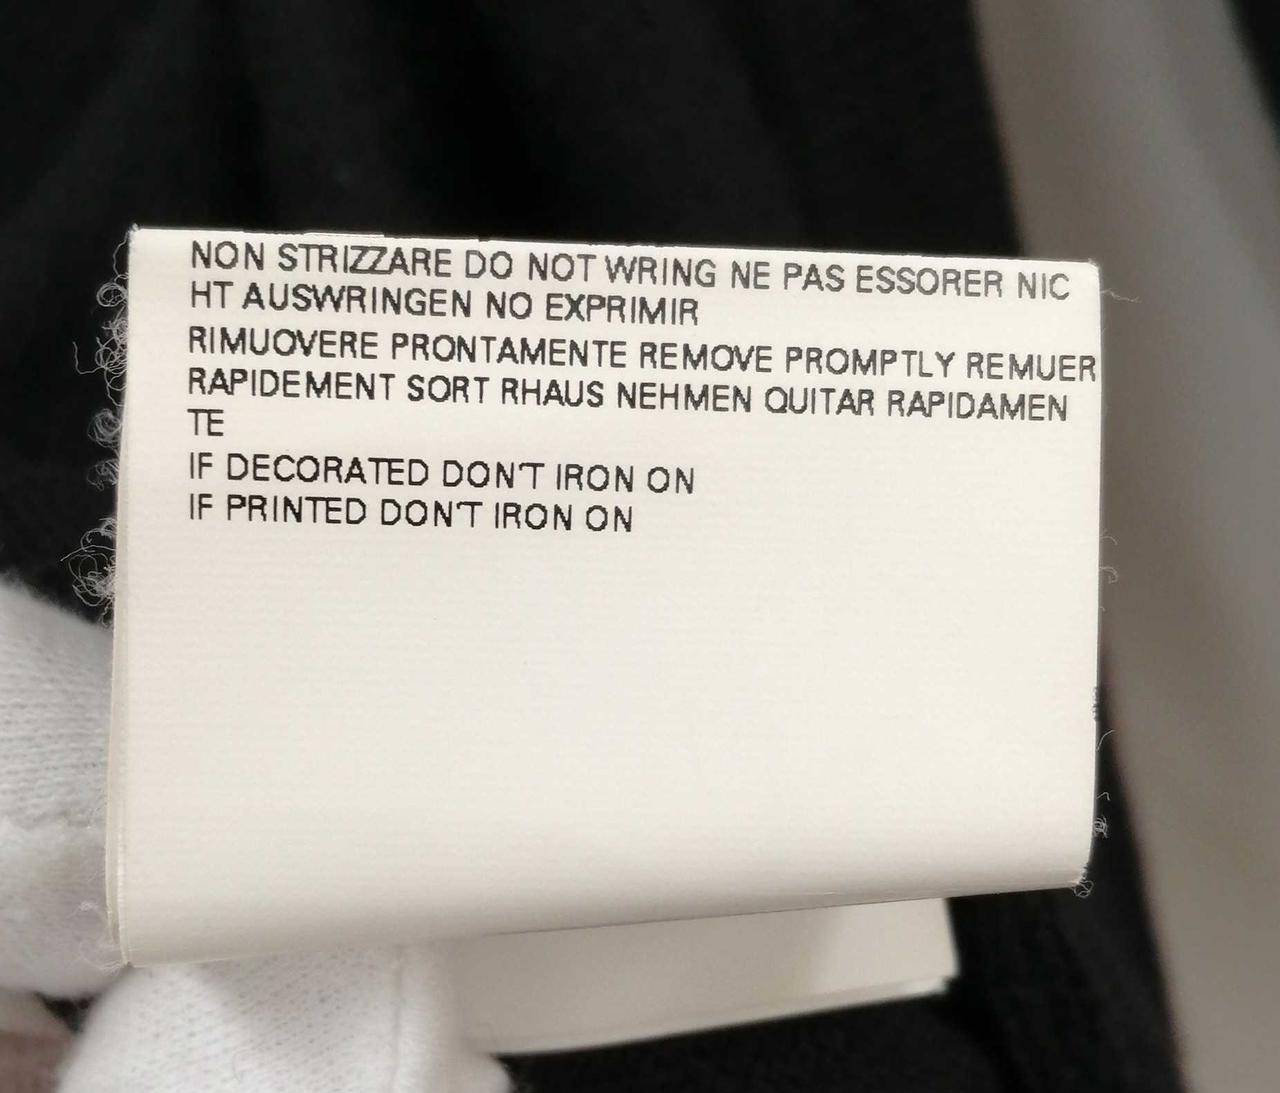 NON STRIZZARE DO NOT WRING NE PAS ESSORER NIC
HT AUSWRINGEN NO EXPRIMIR
RIMUOVERE PRONTAMENTE REMOVE PROMPTLY REMUER
RAPIDEMENT SORT RHAUS NEHMEN QUITAR RAPIDAMEN
TE
IF DECORATED DON'T IRON ON
IF PRINTED DON'T IRON ON